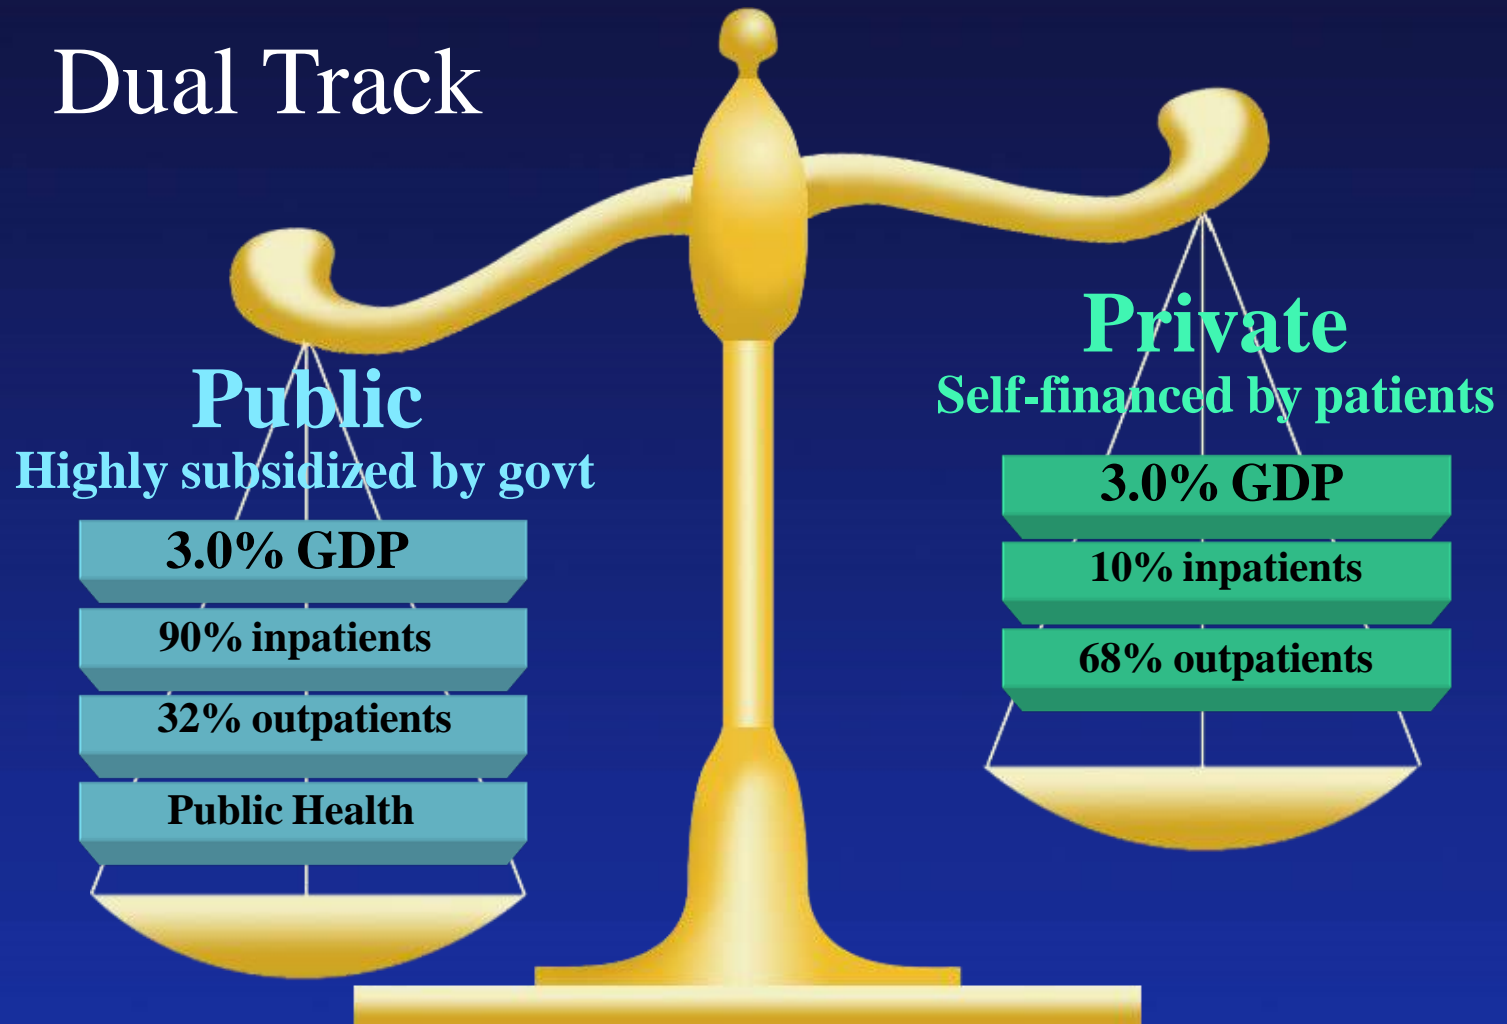 Dual Track
Public
Highly subsidized by govt
3.0% GDP
90% inpatients
32% outpatients
Public Health
Private
Self-financed by patients
3.0% GDP
10% inpatients
68% outpatients